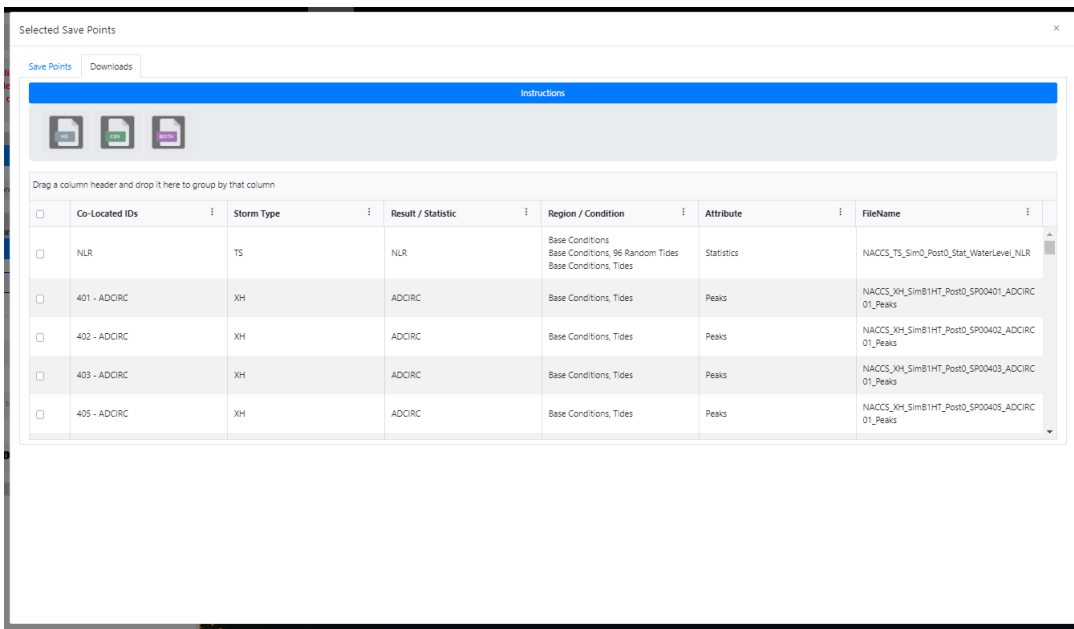 Selected Save Points
×
Save Points
Downloads
Instructions
H5
CSV
BOTH
Drag a column header and drop it here to group by that column
Co-Located IDs
Storm Type
Result / Statistic
Region / Condition
Attribute
FileName
NLR
TS
NLR
Base Conditions
Base Conditions, 96 Random Tides
Base Conditions, Tides
Statistics
NACCS_TS_Sim0_Post0_Stat_WaterLevel_NLR
401 - ADCIRC
XH
ADCIRC
Base Conditions, Tides
Peaks
NACCS_XH_SimB1HT_Post0_SP00401_ADCIRC
01_Peaks
402 - ADCIRC
XH
ADCIRC
Base Conditions, Tides
Peaks
NACCS_XH_SimB1HT_Post0_SP00402_ADCIRC
01_Peaks
403 - ADCIRC
XH
ADCIRC
Base Conditions, Tides
Peaks
NACCS_XH_SimB1HT_Post0_SP00403_ADCIRC
01_Peaks
405 - ADCIRC
XH
ADCIRC
Base Conditions, Tides
Peaks
NACCS_XH_SimB1HT_Post0_SP00405_ADCIRC
01_Peaks